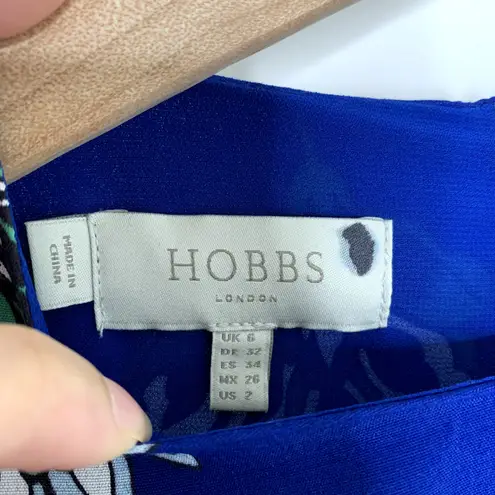 MADE IN
CHINA
HOBBS
LONDON
UK 6
DE 32
ES 34
MX 26
US 2